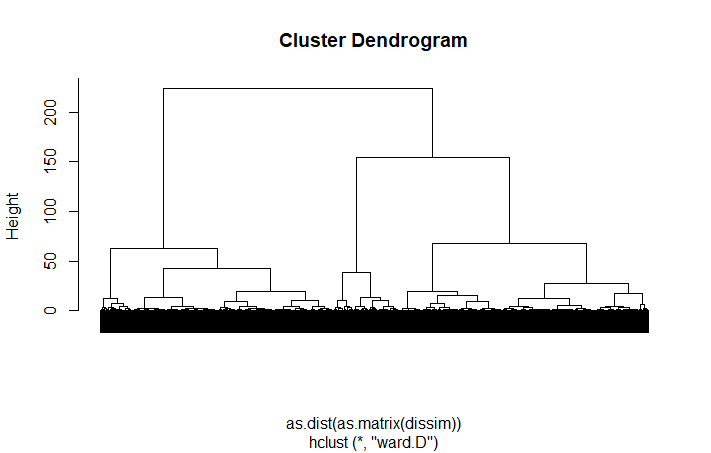 Cluster Dendrogram
Height
200
150
100
50
0
as.dist(as.matrix(dissim))
hclust (*, "ward.D")